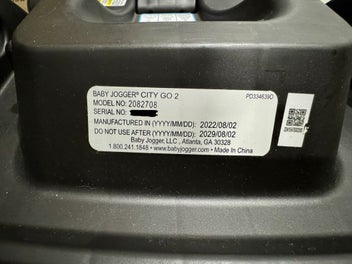 BABY JOGGER® CITY GO 2 PD334639D
MODEL NO: 2082708
SERIAL NO:
MANUFACTURED IN (YYYY/MM/DD): 2022/08/02
DO NOT USE AFTER (YYYY/MM/DD): 2029/08/02
Baby Jogger, LLC , Atlanta, GA 30328
1.800.241.1848 • www.babyjogger.com • Made In China